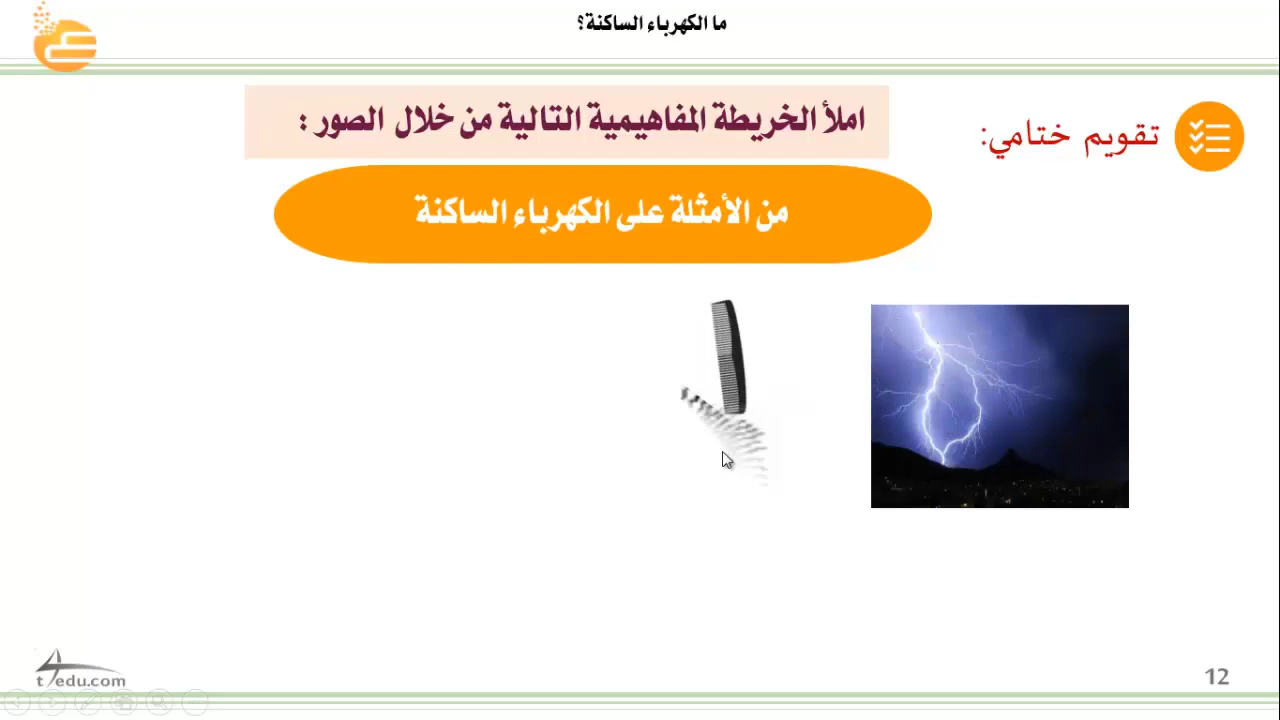 ما الكهرباء الساكنة؟
تقويم ختامي:
املأ الخريطة المفاهيمية التالية من خلال الصور :
من الأمثلة على الكهرباء الساكنة
t4edu.com
12